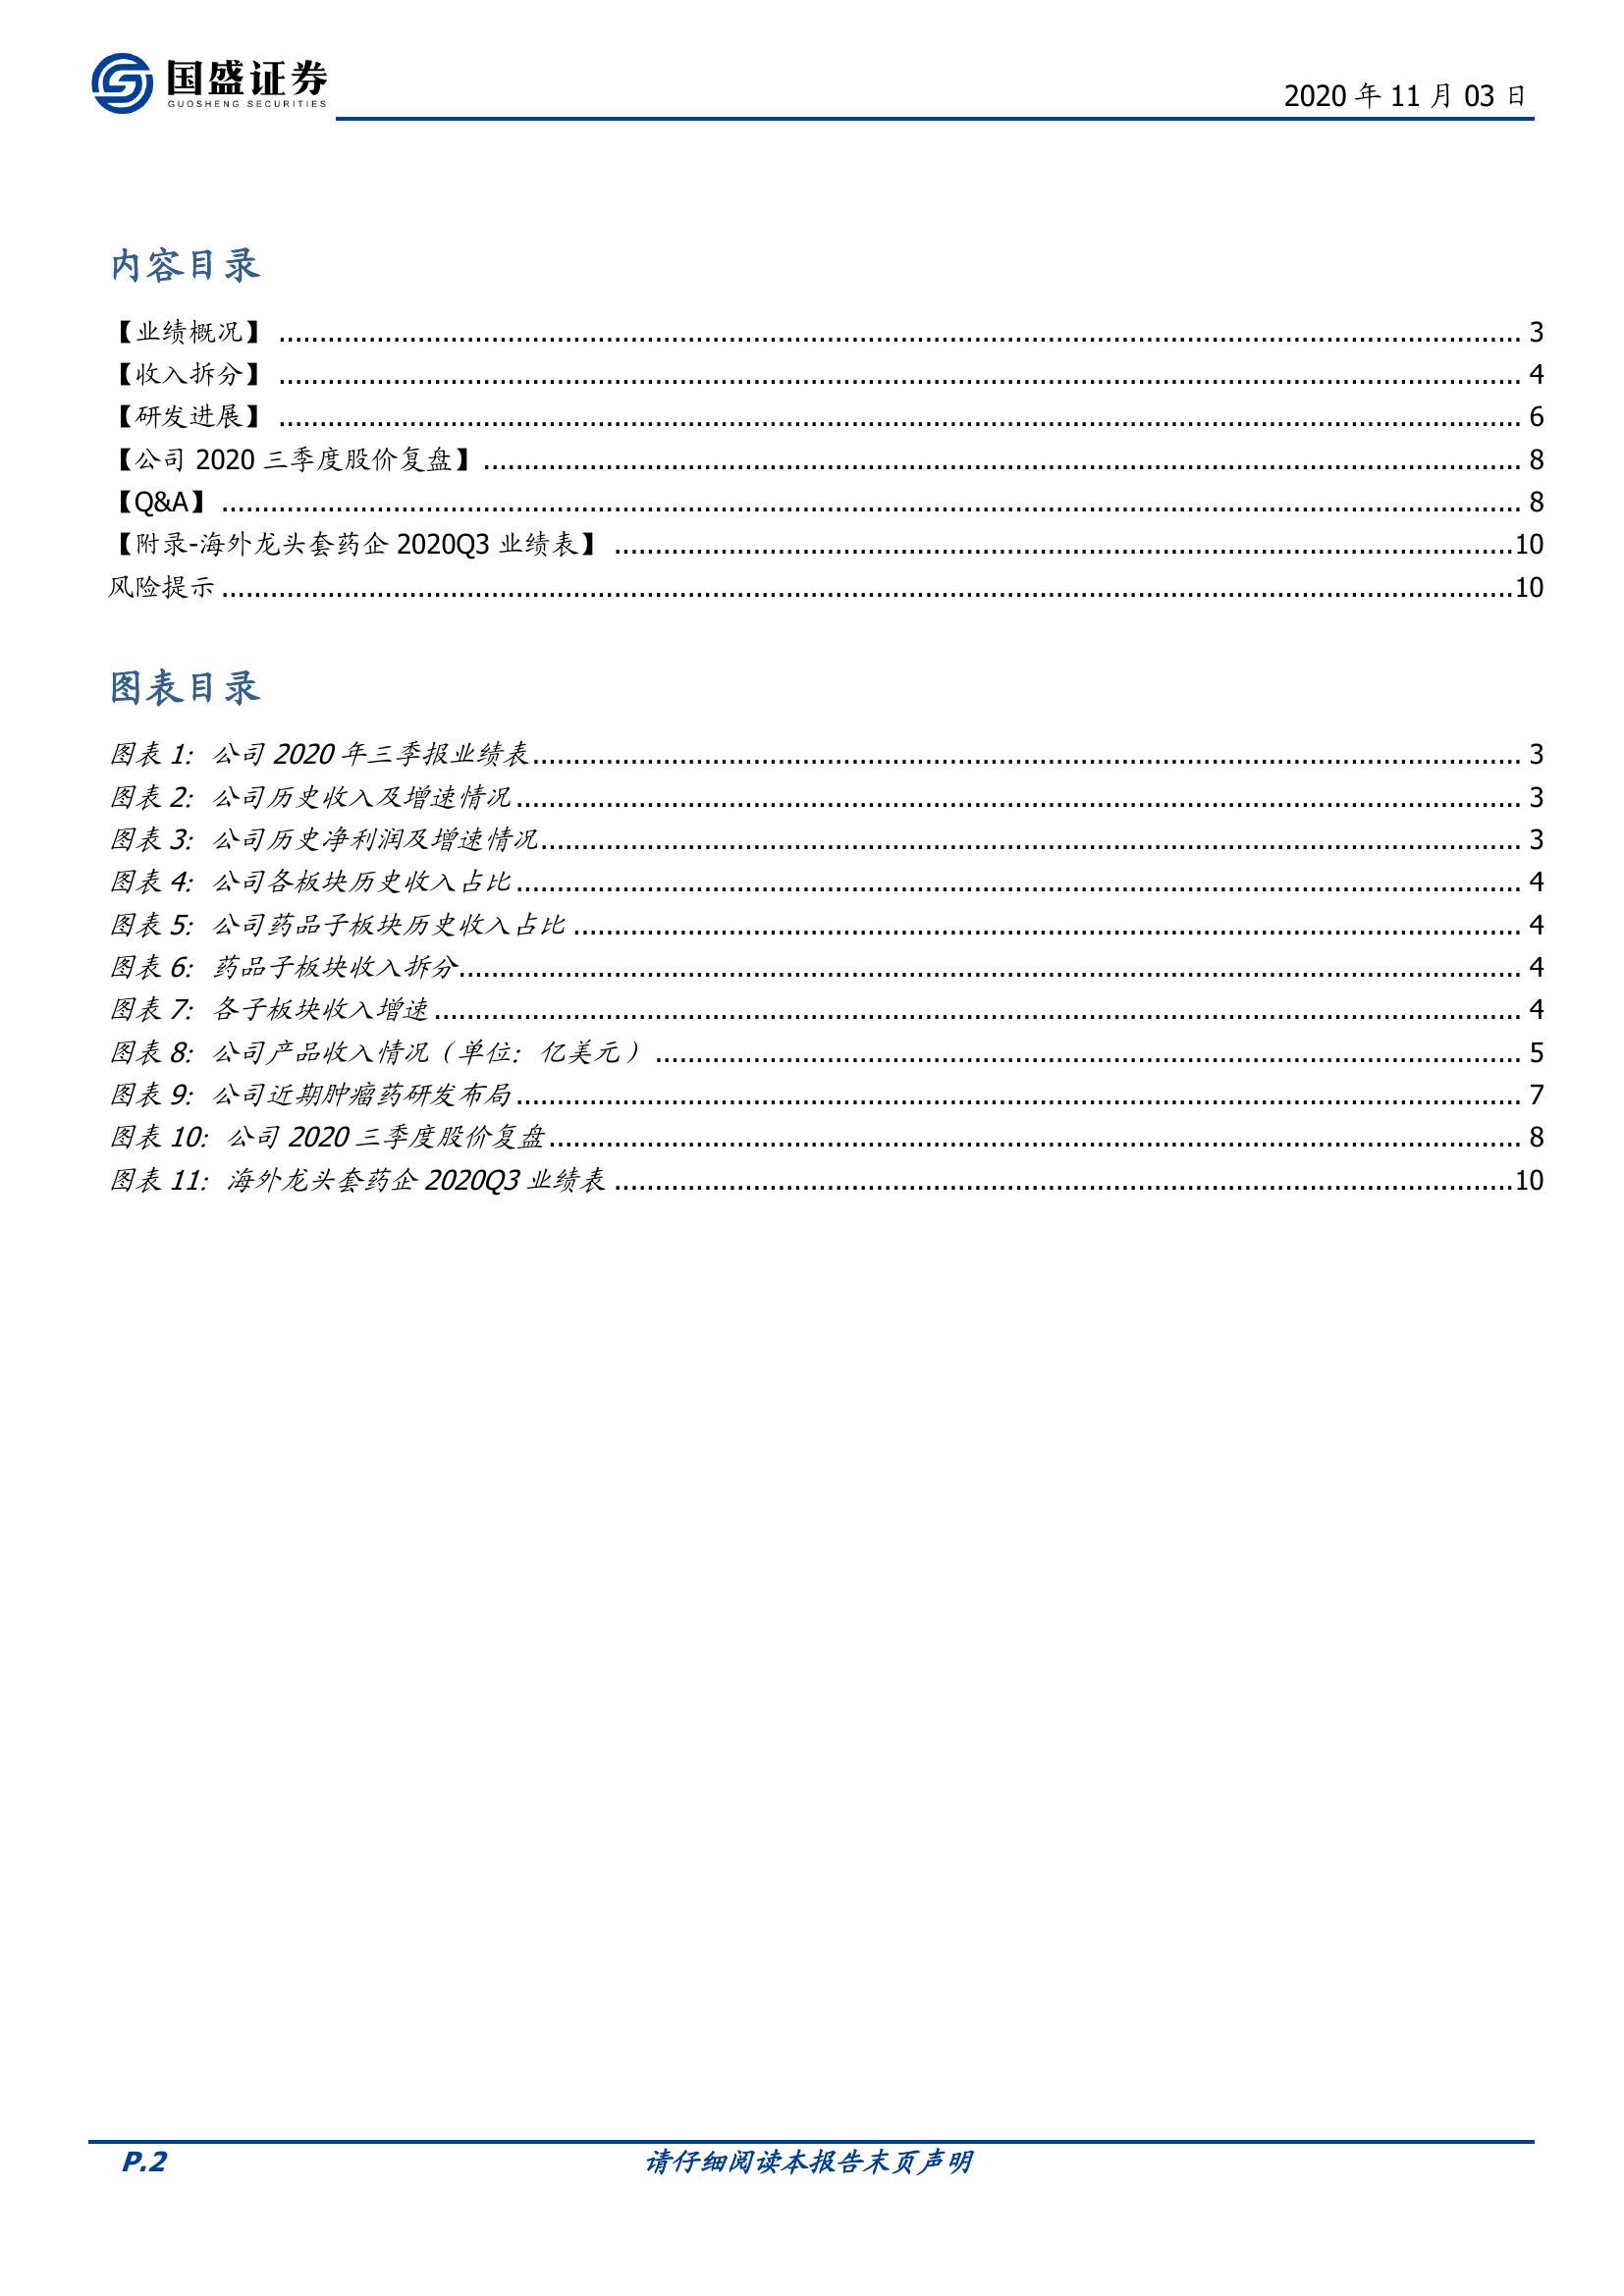 国盛证券
GUOSHENG SECURITIES
2020 年 11 月 03 日
内容目录
【业绩概况】 ........ 3
【收入拆分】 ........ 4
【研发进展】 ........ 6
【公司 2020 三季度股价复盘】 ........ 8
【Q&A】 ........ 8
【附录-海外龙头套药企 2020Q3 业绩表】 ........ 10
风险提示 ........ 10
图表目录
图表 1: 公司 2020 年三季报业绩表 ........ 3
图表 2: 公司历史收入及增速情况 ........ 3
图表 3: 公司历史净利润及增速情况 ........ 3
图表 4: 公司各板块历史收入占比 ........ 4
图表 5: 公司药品子板块历史收入占比 ........ 4
图表 6: 药品子板块收入拆分 ........ 4
图表 7: 各子板块收入增速 ........ 4
图表 8: 公司产品收入情况（单位: 亿美元） ........ 5
图表 9: 公司近期肿瘤药研发布局 ........ 7
图表 10: 公司 2020 三季度股价复盘 ........ 8
图表 11: 海外龙头套药企 2020Q3 业绩表 ........ 10
P.2
请仔细阅读本报告末页声明